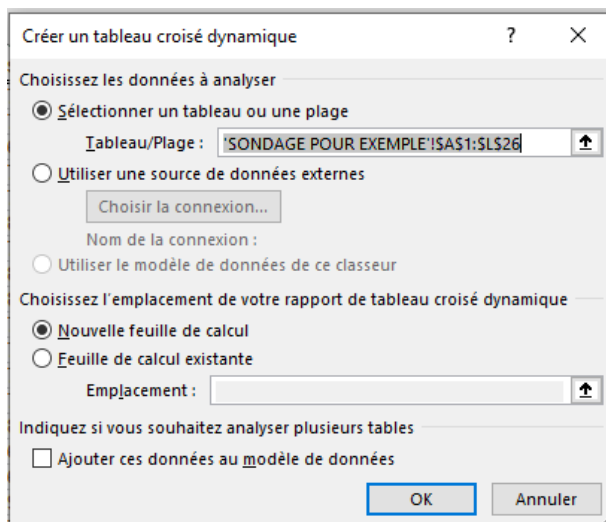 Créer un tableau croisé dynamique ? ×
Choisissez les données à analyser
Sélectionner un tableau ou une plage
Tableau/Plage : 'SONDAGE POUR EXEMPLE'!$A$1:$L$26
Utiliser une source de données externes
Choisir la connexion...
Nom de la connexion :
Utiliser le modèle de données de ce classeur
Choisissez l'emplacement de votre rapport de tableau croisé dynamique
Nouvelle feuille de calcul
Feuille de calcul existante
Emplacement :
Indiquez si vous souhaitez analyser plusieurs tables
Ajouter ces données au modèle de données
OK Annuler